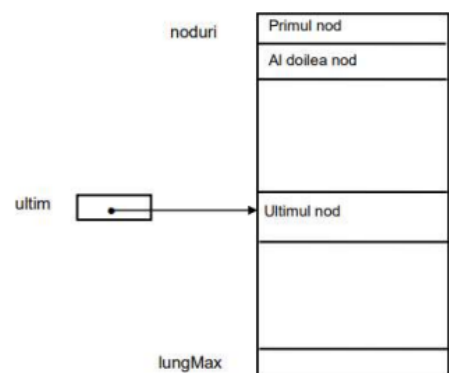 noduri
Primul nod
Al doilea nod
ultim
Ultimul nod
lungMax